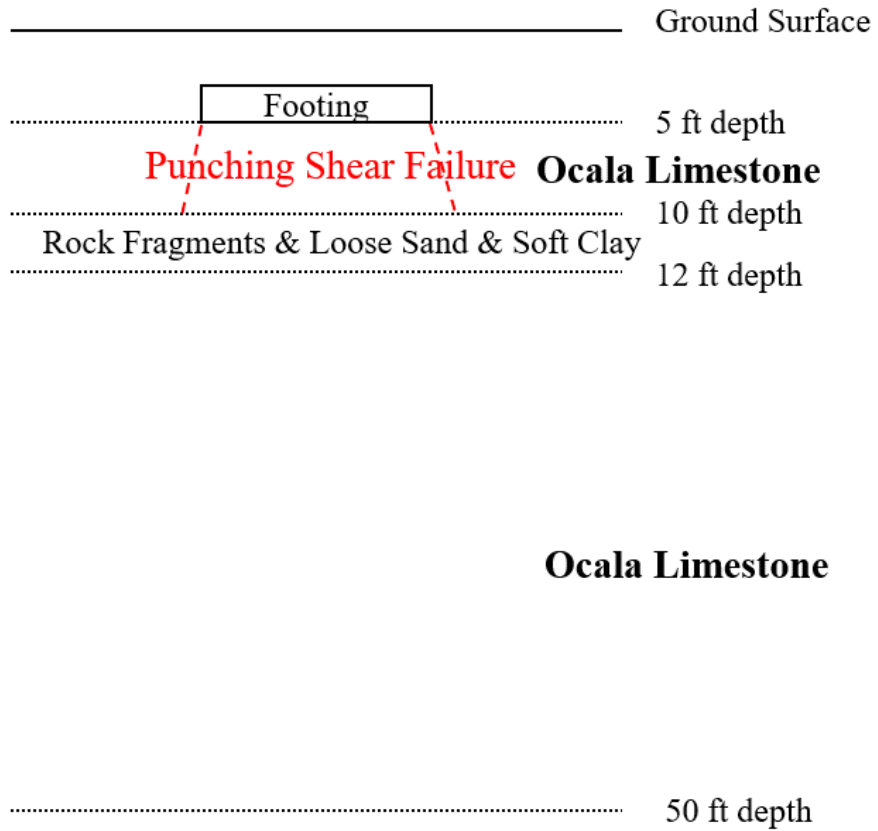 Ground Surface
Footing
5 ft depth
Punching Shear Failure
Ocala Limestone
10 ft depth
Rock Fragments & Loose Sand & Soft Clay
12 ft depth
Ocala Limestone
50 ft depth